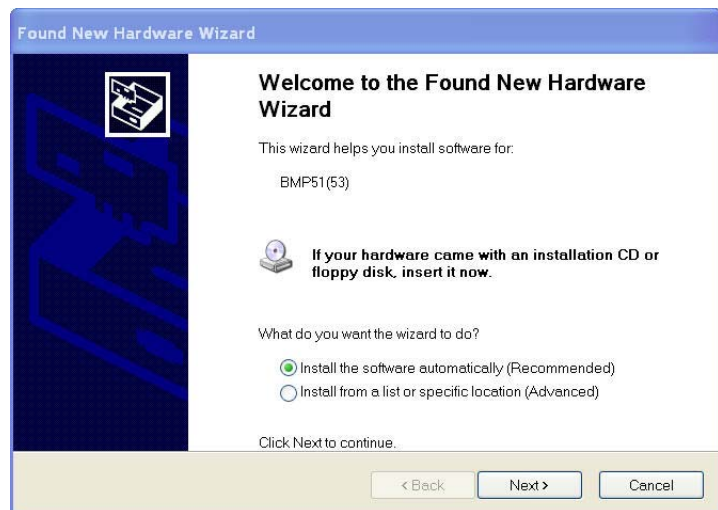 Found New Hardware Wizard
Welcome to the Found New Hardware
Wizard
This wizard helps you install software for:
BMP51(53)
If your hardware came with an installation CD or
floppy disk, insert it now.
What do you want the wizard to do?
Install the software automatically (Recommended)
Install from a list or specific location (Advanced)
Click Next to continue.
< Back Next > Cancel